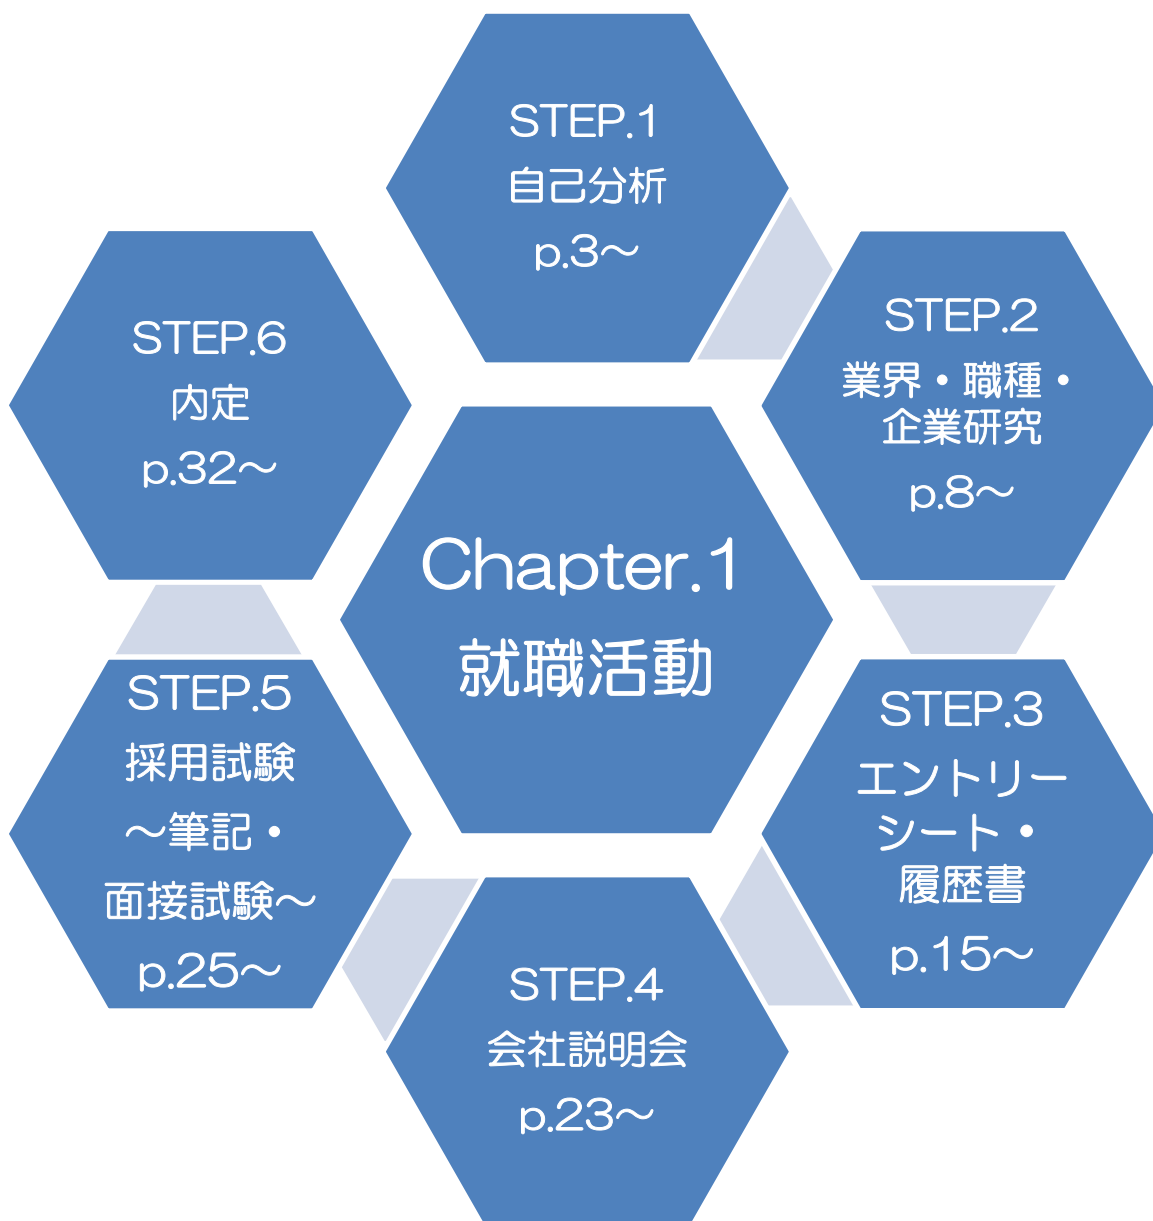 STEP.1
自己分析
p.3～
STEP.2
業界・職種・
企業研究
p.8～
STEP.3
エントリー
シート・
履歴書
p.15～
STEP.4
会社説明会
p.23～
STEP.5
採用試験
～筆記・
面接試験～
p.25～
STEP.6
内定
p.32～
Chapter.1
就職活動